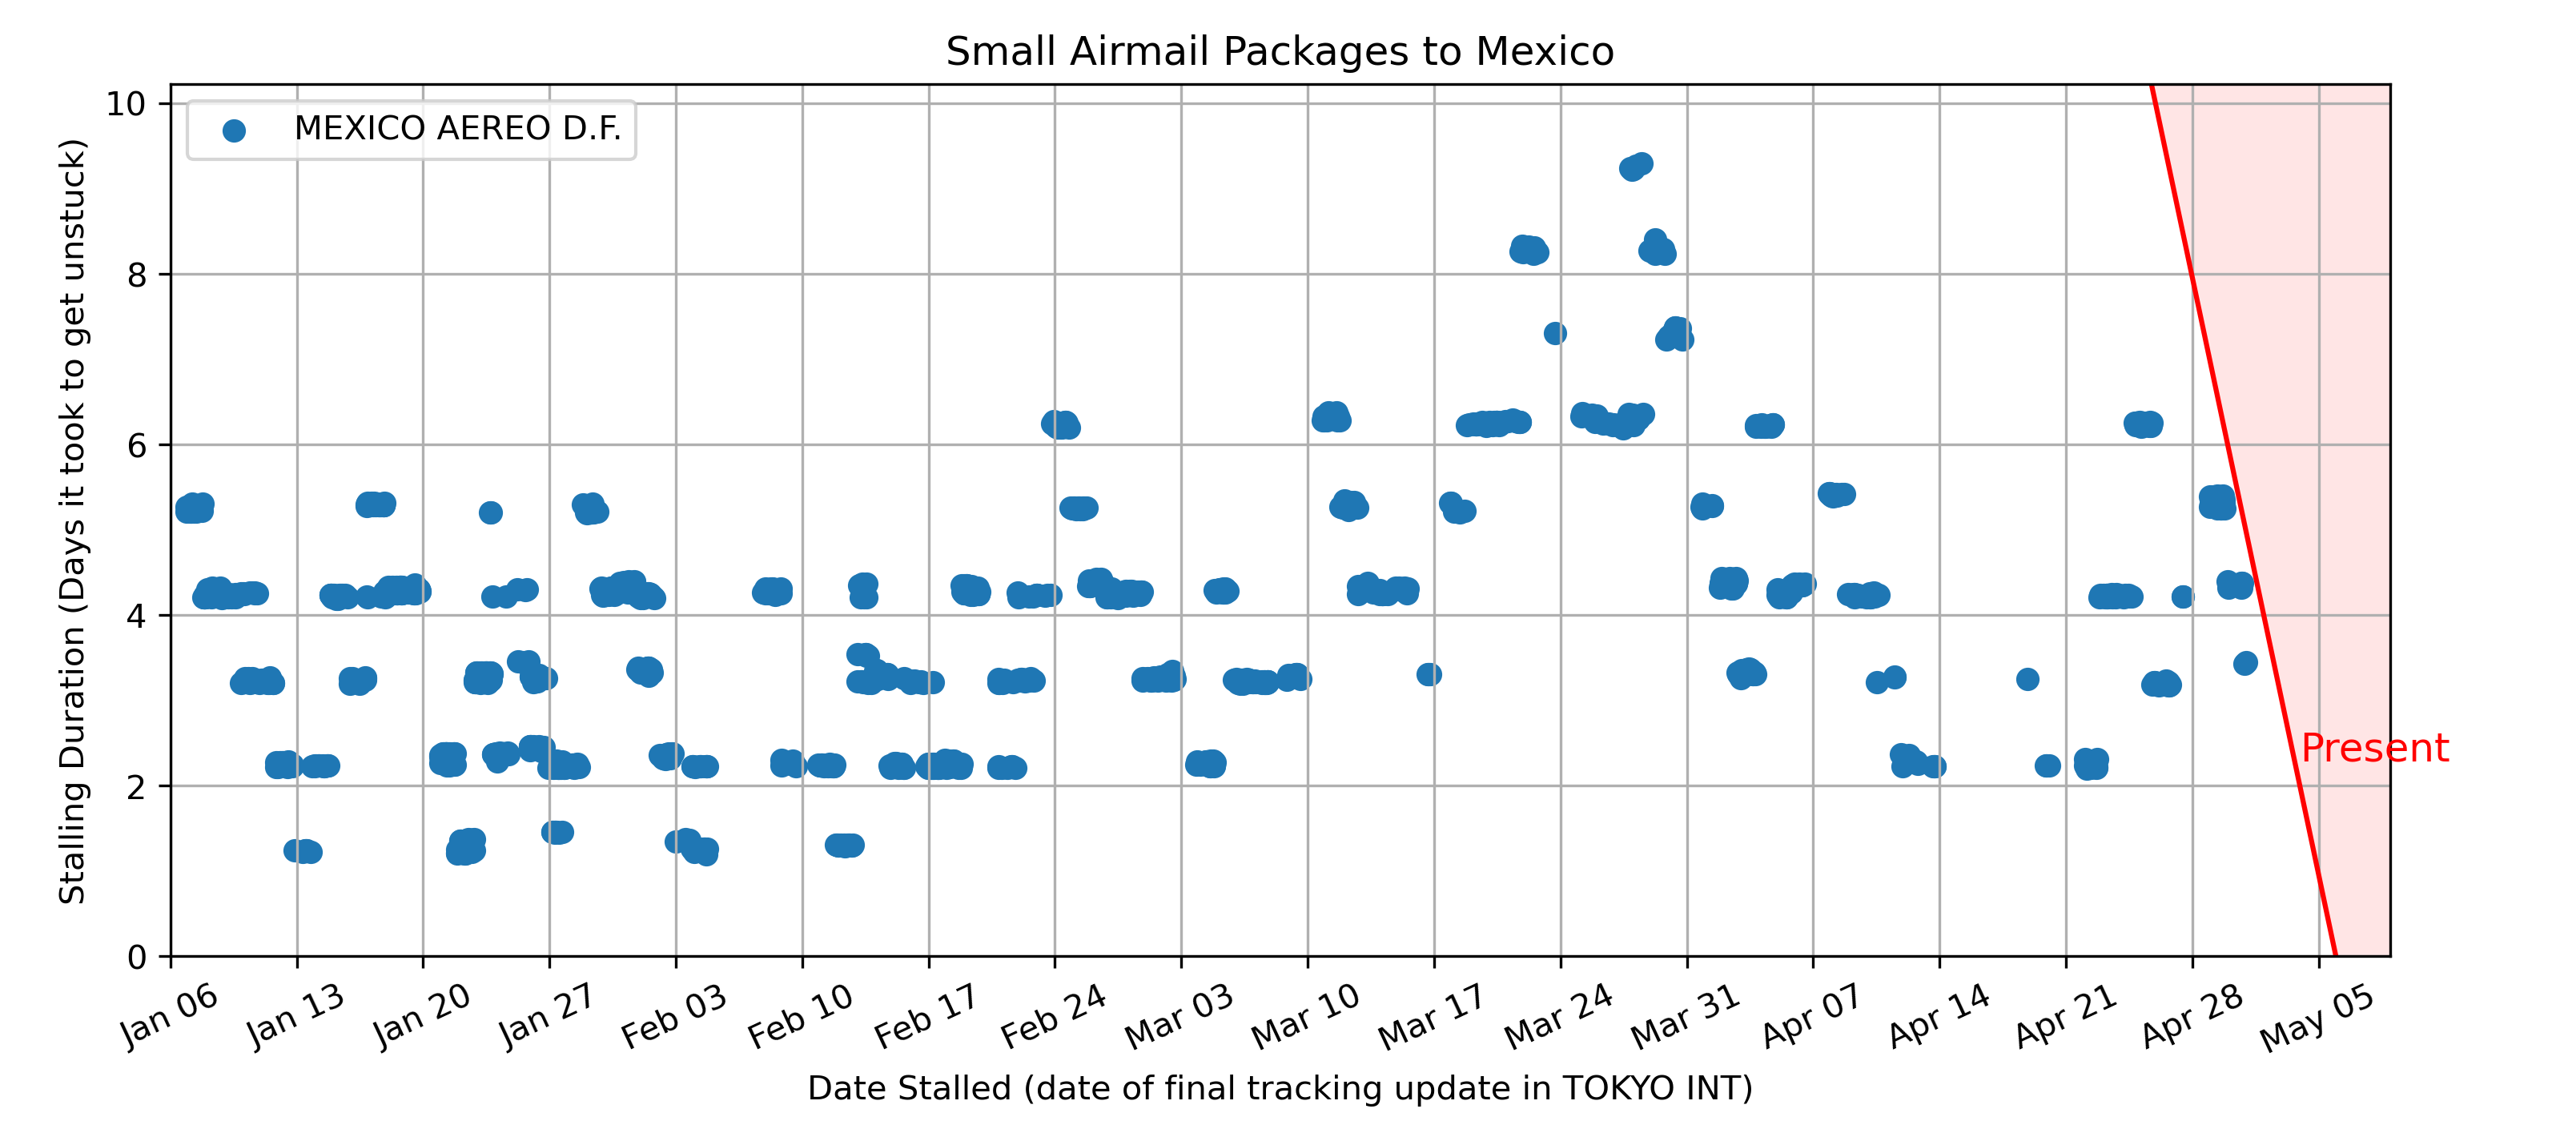 Small Airmail Packages to Mexico
MEXICO AEREO D.F.
Stalling Duration (Days it took to get unstuck)
10
8
6
4
2
0
Present
Jan 06 Jan 13 Jan 20 Jan 27 Feb 03 Feb 10 Feb 17 Feb 24 Mar 03 Mar 10 Mar 17 Mar 24 Mar 31 Apr 07 Apr 14 Apr 21 Apr 28 May 05
Date Stalled (date of final tracking update in TOKYO INT)